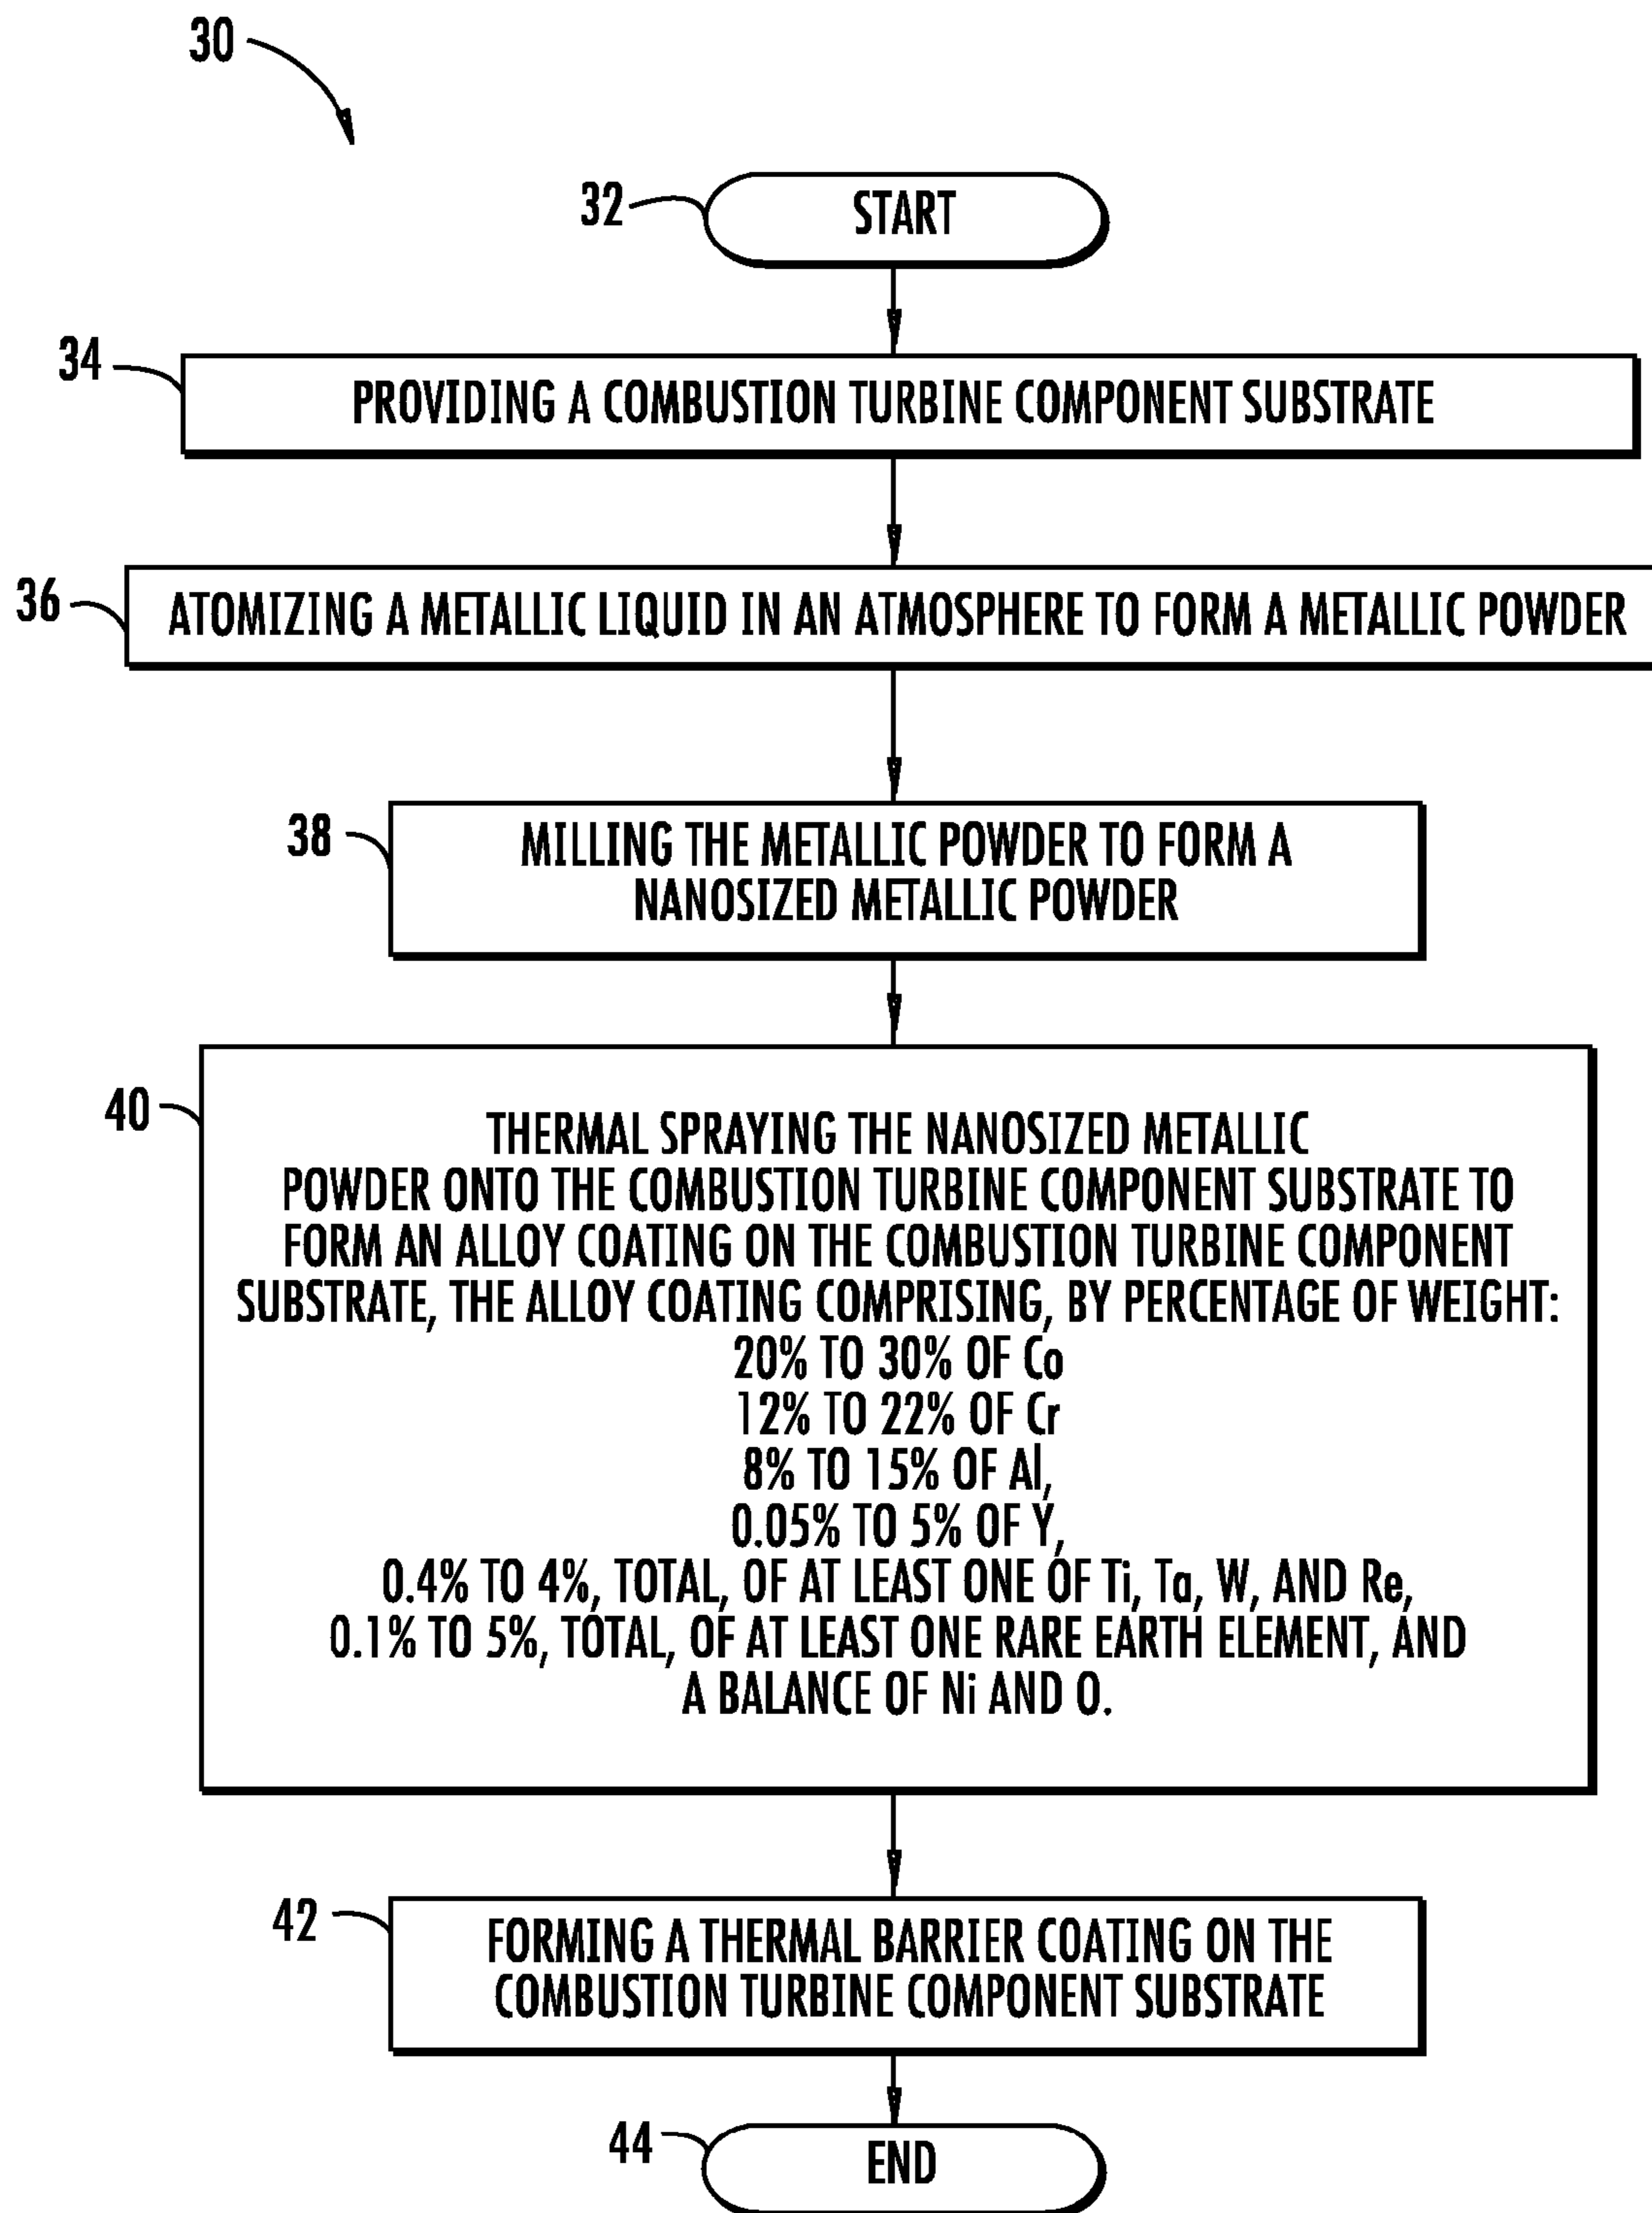 30
32
START
34
PROVIDING A COMBUSTION TURBINE COMPONENT SUBSTRATE
36
ATOMIZING A METALLIC LIQUID IN AN ATMOSPHERE TO FORM A METALLIC POWDER
38
MILLING THE METALLIC POWDER TO FORM A
NANOSIZED METALLIC POWDER
40
THERMAL SPRAYING THE NANOSIZED METALLIC
POWDER ONTO THE COMBUSTION TURBINE COMPONENT SUBSTRATE TO
FORM AN ALLOY COATING ON THE COMBUSTION TURBINE COMPONENT
SUBSTRATE, THE ALLOY COATING COMPRISING, BY PERCENTAGE OF WEIGHT:
20% TO 30% OF Co
12% TO 22% OF Cr
8% TO 15% OF Al,
0.05% TO 5% OF Y,
0.4% TO 4%, TOTAL, OF AT LEAST ONE OF Ti, Ta, W, AND Re,
0.1% TO 5%, TOTAL, OF AT LEAST ONE RARE EARTH ELEMENT, AND
A BALANCE OF Ni AND O.
42
FORMING A THERMAL BARRIER COATING ON THE
COMBUSTION TURBINE COMPONENT SUBSTRATE
44
END